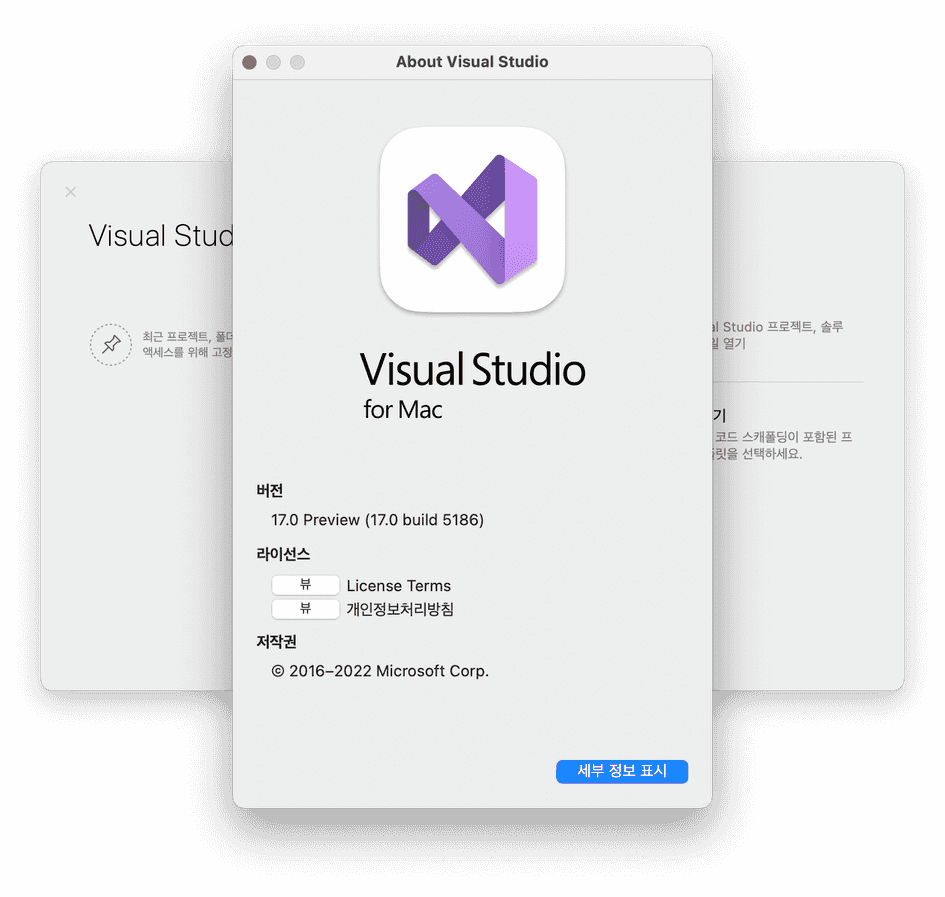 About Visual Studio
Visual Stud
최근 프로젝트, 폴더
액세스를 위해 고정
Visual Studio
for Mac
al Studio 프로젝트, 솔루
일 열기
기
코드 스캐폴딩이 포함된 프
플릿을 선택하세요.
버전
17.0 Preview (17.0 build 5186)
라이선스
뷰 License Terms
뷰 개인정보처리방침
저작권
© 2016–2022 Microsoft Corp.
세부 정보 표시